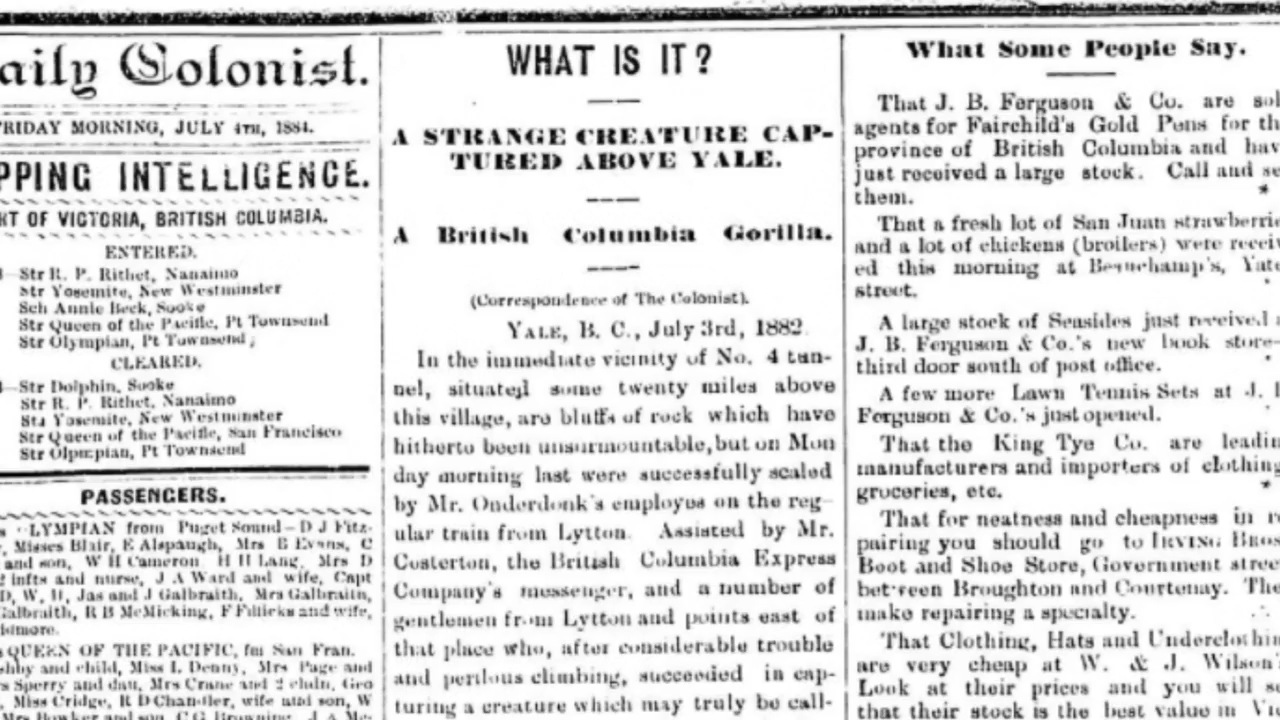 aily Colonist.
FRIDAY MORNING, JULY 4TH, 1884.
PPING INTELLIGENCE.
RT OF VICTORIA, BRITISH COLUMBIA.
ENTERED.
Str R. P. Rithet, Nanaimo
Str Yosemite, New Westminster
Sch Annie Beck, Sooke
Str Queen of the Pacific, Pt Townsend
Str Olympian, Pt Townsend;
CLEARED.
Str Dolphin, Sooke
Str R. P. Rithet, Nanaimo
Sta Yosemite, New Westminster
Str Queen of the Pacific, San Francisco
Str Olpmpian, Pt Townsend
PASSENGERS.
LYMPIAN from Puget Sound—D J Fitz-
Misses Blair, E Alspaugh, Mrs E Evans, C
and son, W H Cameron H H Lang, Mrs D
2 infts and nurse, J A Ward and wife, Capt
D, W, H, Jas and J Galbraith, Mrs Galbraith,
Galbraith, R B McMicking, F Fillicks and wife,
QUEEN OF THE PACIFIC, fm San Fran.
shby and child, Miss L Denny, Mrs Page and
Sperry and dau, Mrs Crane and 2 chdn, Geo
Miss Cridge, R D Chandler, wife and son, W
Mrs Bowker and son, C G Browning, J A Mc-
WHAT IS IT?
A STRANGE CREATURE CAP-
TURED ABOVE YALE.
A British Columbia Gorilla.
(Correspondence of The Colonist).
YALE, B. C., July 3rd, 1882
In the immediate vicinity of No. 4 tun-
nel, situated some twenty miles above
this village, are bluffs of rock which have
hitherto been unsurmountable, but on Mon
day morning last were successfully scaled
by Mr. Onderdonk's employes on the reg-
ular train from Lytton. Assisted by Mr.
Costerton, the British Columbia Express
Company's messenger, and a number of
gentlemen from Lytton and points east of
that place who, after considerable trouble
and perilous climbing, succeeded in cap-
turing a creature which may truly be call-
What Some People Say.
That J. B. Ferguson & Co. are sol
agents for Fairchild's Gold Pens for th
province of British Columbia and hav
just received a large stock. Call and se
them. *
That a fresh lot of San Juan strawberrie
and a lot of chickens (broilers) were receiv
ed this morning at Beauchamp's, Yate
street. *
A large stock of Seasides just received a
J. B. Ferguson & Co.'s new book store—
third door south of post office. *
A few more Lawn Tennis Sets at J. B
Ferguson & Co.'s just opened. *
That the King Tye Co. are leadin
manufacturers and importers of clothing
groceries, etc. *
That for neatness and cheapness in re
pairing you should go to IRVING BROS
Boot and Shoe Store, Government stree
between Broughton and Courtenay. The
make repairing a specialty. ∴
That Clothing, Hats and Underclothin
are very cheap at W. & J. Wilson'
Look at their prices and you will se
that their stock is the best value in Vic